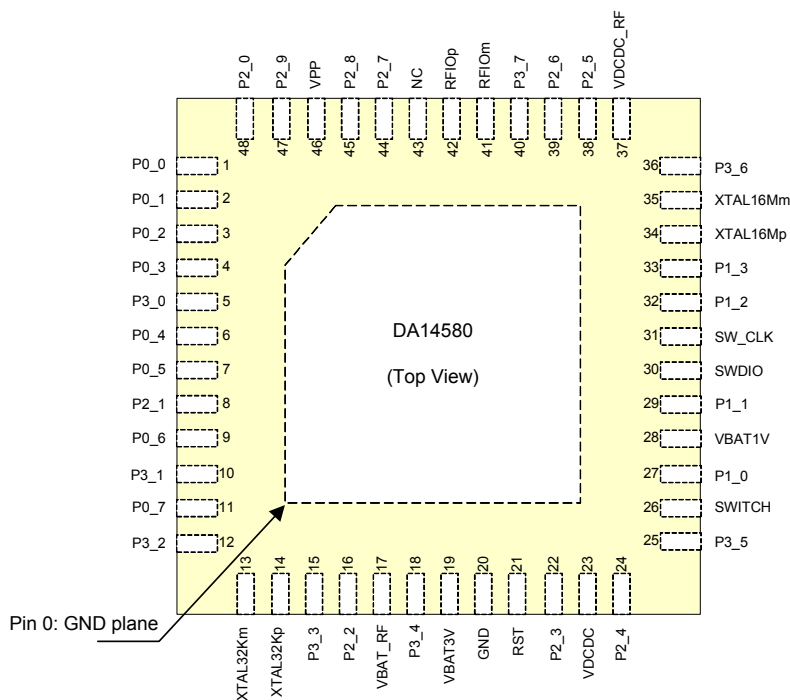 P2_0
P2_9
VPP
P2_8
P2_7
NC
RFIOp
RFIOm
P3_7
P2_6
P2_5
VDCDC_RF
48
47
46
45
44
43
42
41
40
39
38
37
P0_0 1
P0_1 2
P0_2 3
P0_3 4
P3_0 5
P0_4 6
P0_5 7
P2_1 8
P0_6 9
P3_1 10
P0_7 11
P3_2 12
DA14580
(Top View)
36 P3_6
35 XTAL16Mm
34 XTAL16Mp
33 P1_3
32 P1_2
31 SW_CLK
30 SWDIO
29 P1_1
28 VBAT1V
27 P1_0
26 SWITCH
25 P3_5
13
14
15
16
17
18
19
20
21
22
23
24
XTAL32Km
XTAL32Kp
P3_3
P2_2
VBAT_RF
P3_4
VBAT3V
GND
RST
P2_3
VDCDC
P2_4
Pin 0: GND plane